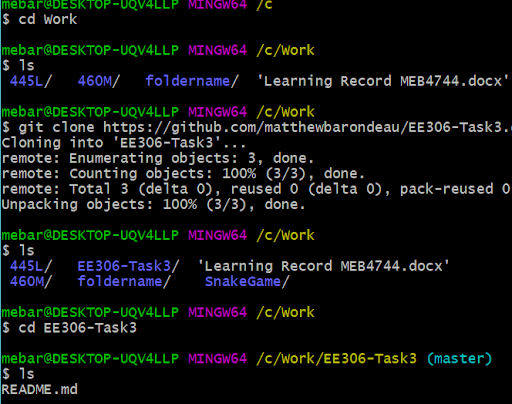 mebar@DESKTOP-UQV4LLP MINGW64 /c
$ cd Work
mebar@DESKTOP-UQV4LLP MINGW64 /c/Work
$ ls
445L/ 460M/ foldername/ 'Learning Record MEB4744.docx'
mebar@DESKTOP-UQV4LLP MINGW64 /c/Work
$ git clone https://github.com/matthewbarondeau/EE306-Task3.
Cloning into 'EE306-Task3'...
remote: Enumerating objects: 3, done.
remote: Counting objects: 100% (3/3), done.
remote: Total 3 (delta 0), reused 0 (delta 0), pack-reused 0
Unpacking objects: 100% (3/3), done.
mebar@DESKTOP-UQV4LLP MINGW64 /c/Work
$ ls
445L/ EE306-Task3/ 'Learning Record MEB4744.docx'
460M/ foldername/ SnakeGame/
mebar@DESKTOP-UQV4LLP MINGW64 /c/Work
$ cd EE306-Task3
mebar@DESKTOP-UQV4LLP MINGW64 /c/Work/EE306-Task3 (master)
$ ls
README.md